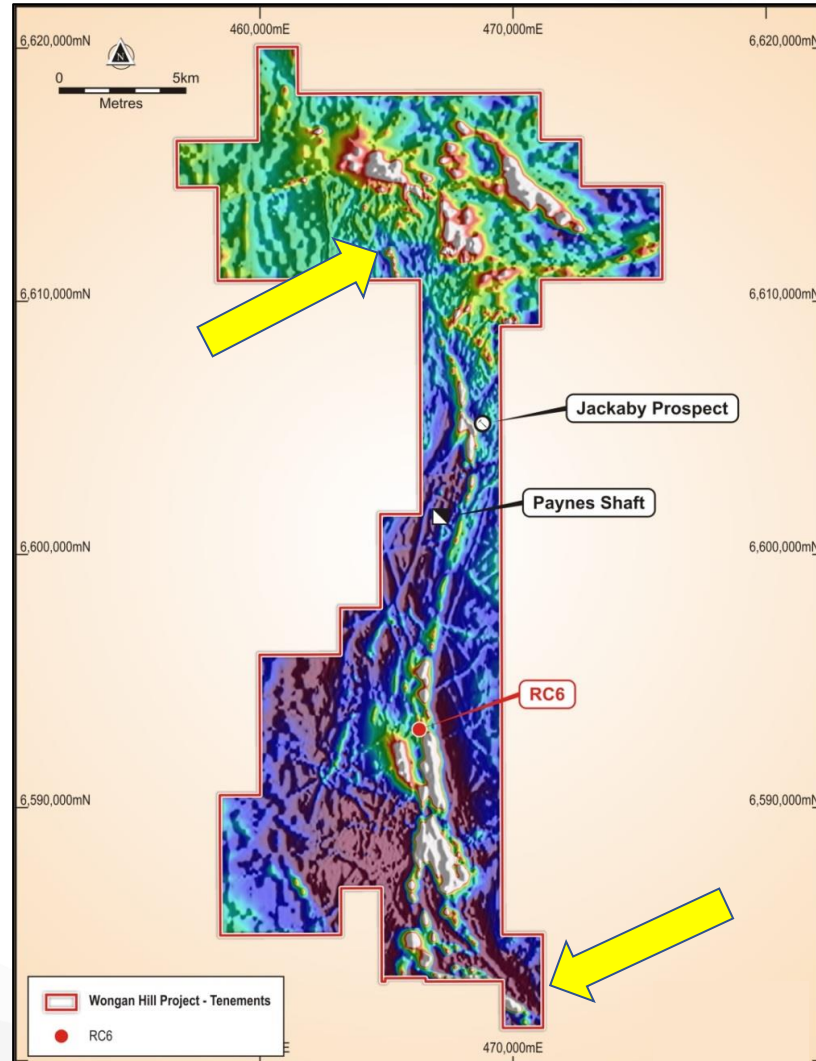 460,000mE
470,000mE
6,620,000mN
6,620,000mN
N
0
5km
Metres
6,610,000mN
6,610,000mN
Jackaby Prospect
Paynes Shaft
6,600,000mN
6,600,000mN
RC6
6,590,000mN
6,590,000mN
Wongan Hill Project - Tenements
RC6
470,000mE